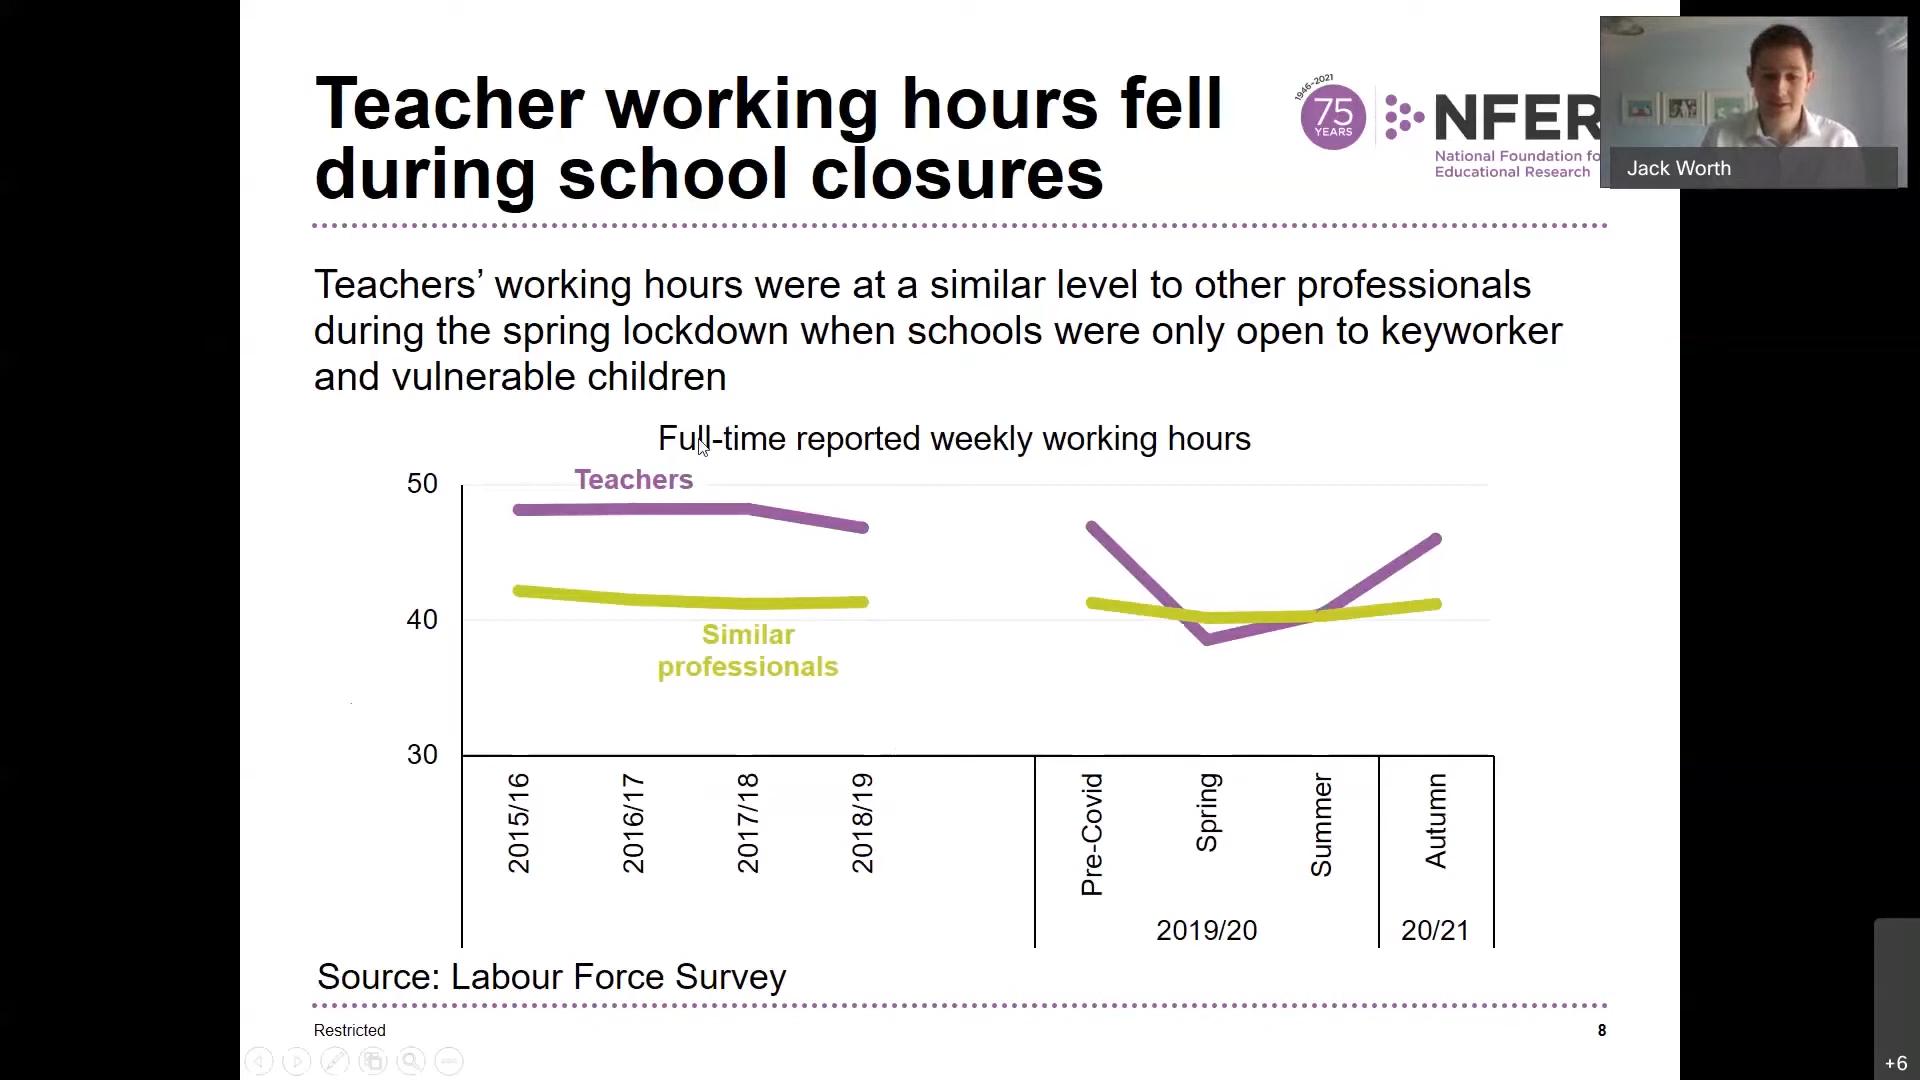 Teacher working hours fell
during school closures
1946-2021
75
YEARS
NFER
National Foundation fo
Educational Research
Jack Worth
Teachers’ working hours were at a similar level to other professionals
during the spring lockdown when schools were only open to keyworker
and vulnerable children
Full-time reported weekly working hours
50
Teachers
40
Similar
professionals
30
2015/16
2016/17
2017/18
2018/19
Pre-Covid
Spring
Summer
Autumn
2019/20
20/21
Source: Labour Force Survey
Restricted
8
+6